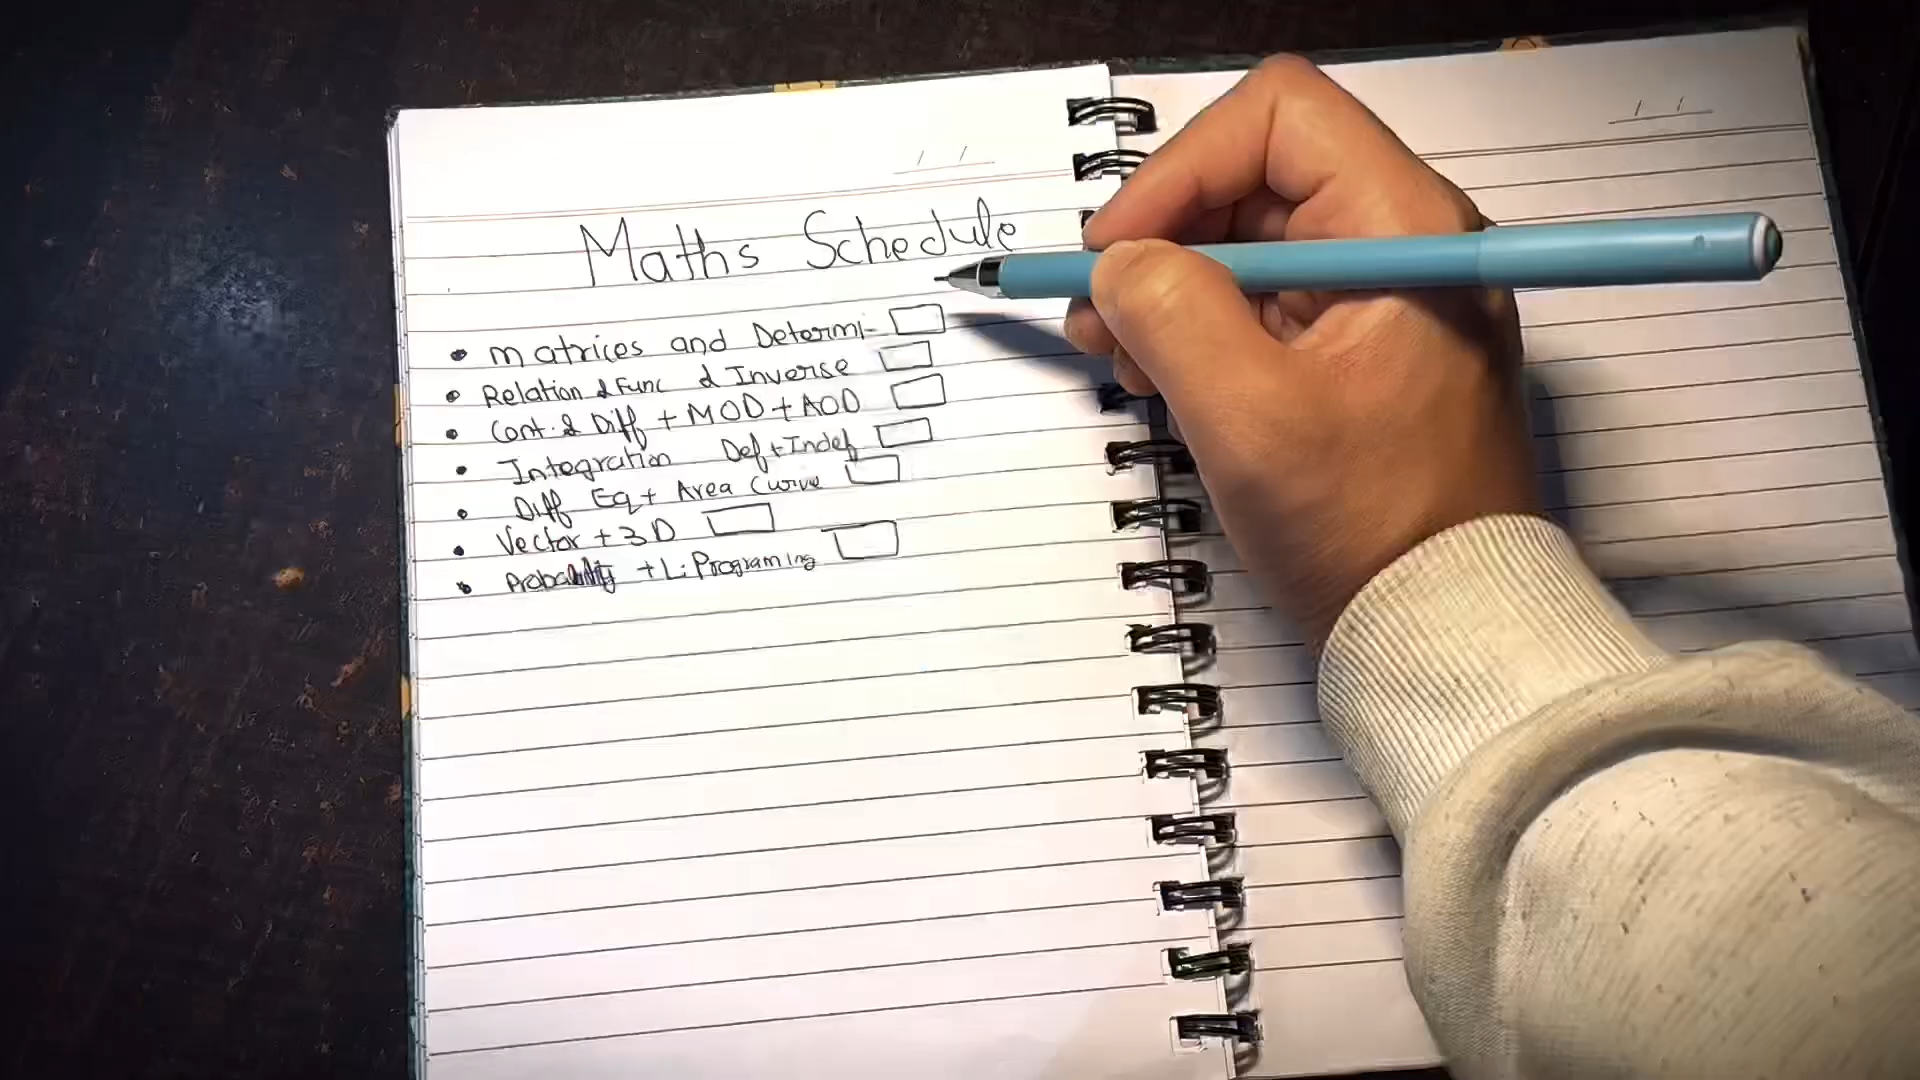 Maths Schedule
• Matrices and Determi-
• Relation & Func & Inverse
• Cont. & Diff + MOD + AOD
• Integration Def + Indef
• Diff Eq + Area Curve
• Vector + 3D
• Probability + L. Programing